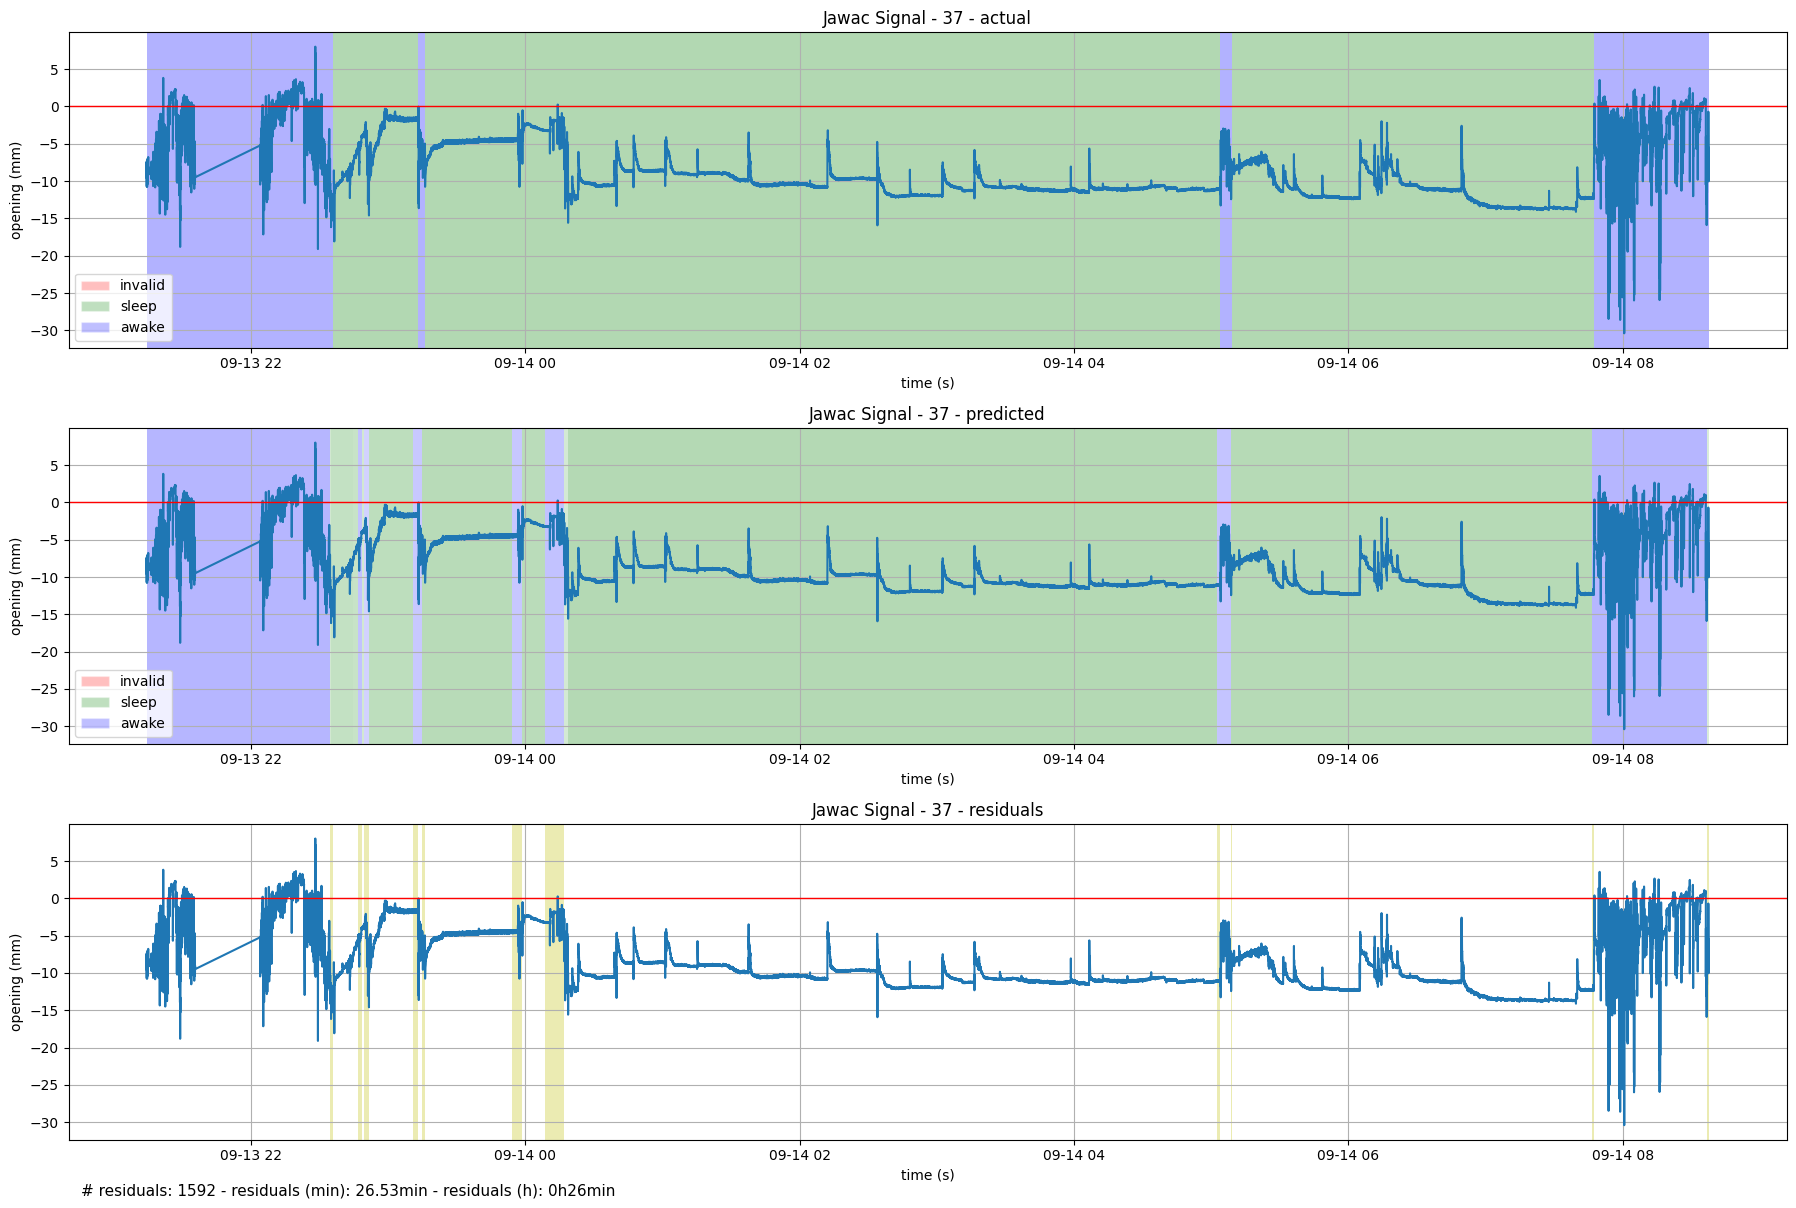 Jawac Signal - 37 - actual
opening (mm)
5
0
−5
−10
−15
−20
−25
−30
invalid
sleep
awake
09-13 22
09-14 00
09-14 02
09-14 04
09-14 06
09-14 08
time (s)
Jawac Signal - 37 - predicted
opening (mm)
5
0
−5
−10
−15
−20
−25
−30
invalid
sleep
awake
09-13 22
09-14 00
09-14 02
09-14 04
09-14 06
09-14 08
time (s)
Jawac Signal - 37 - residuals
opening (mm)
5
0
−5
−10
−15
−20
−25
−30
09-13 22
09-14 00
09-14 02
09-14 04
09-14 06
09-14 08
time (s)
# residuals: 1592 - residuals (min): 26.53min - residuals (h): 0h26min